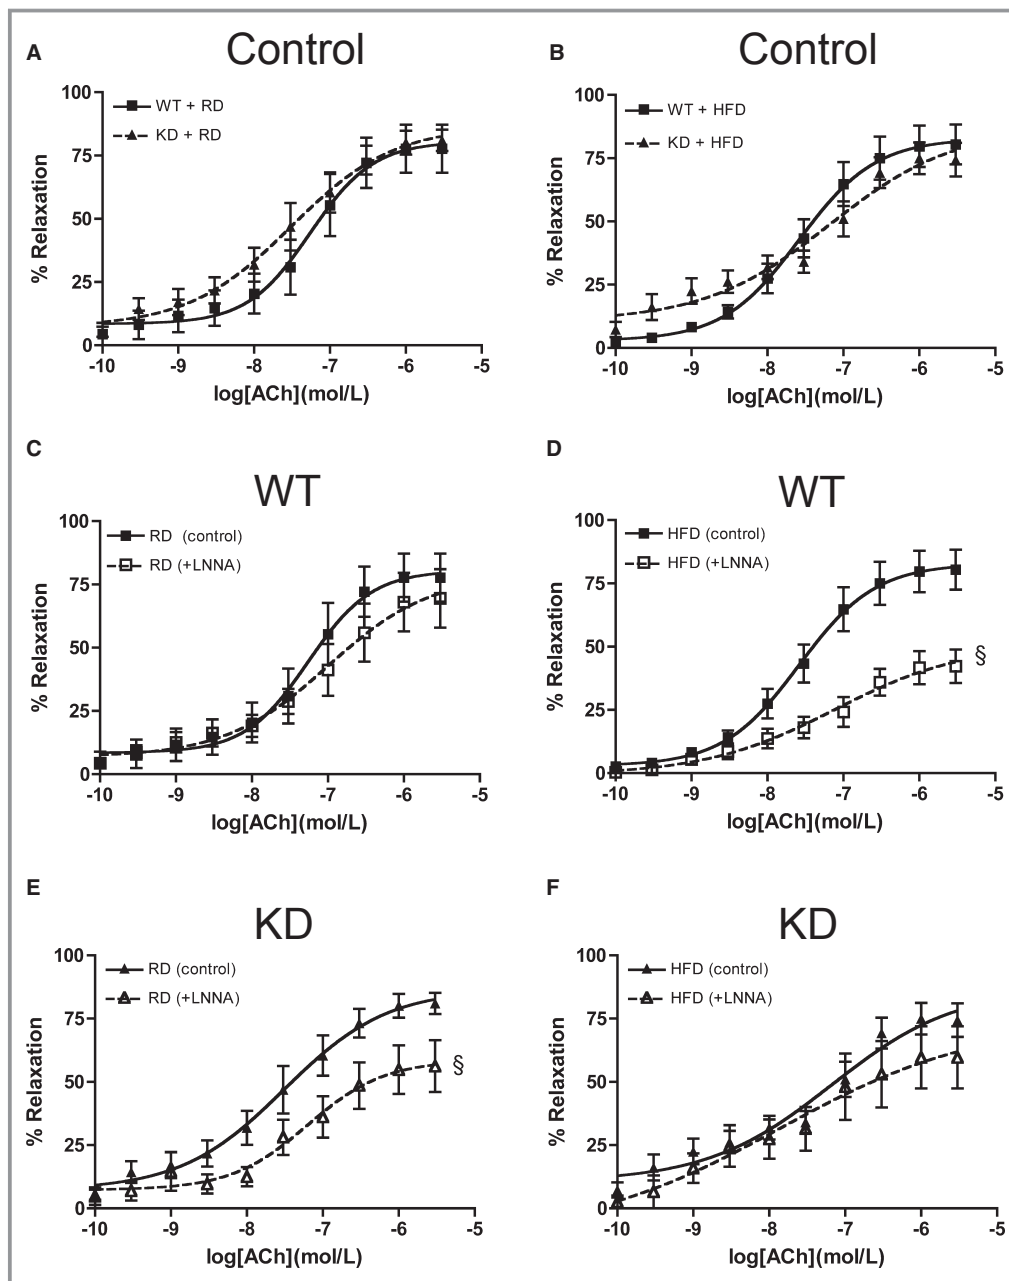 A
Control
100
75
50
25
0
% Relaxation
WT + RD
KD + RD
-10 -9 -8 -7 -6 -5
log[ACh](mol/L)
B
Control
100
75
50
25
0
% Relaxation
WT + HFD
KD + HFD
-10 -9 -8 -7 -6 -5
log[ACh](mol/L)
C
WT
100
75
50
25
0
% Relaxation
RD (control)
RD (+LNNA)
-10 -9 -8 -7 -6 -5
log[ACh](mol/L)
D
WT
100
75
50
25
0
% Relaxation
HFD (control)
HFD (+LNNA)
§
-10 -9 -8 -7 -6 -5
log[ACh](mol/L)
E
KD
100
75
50
25
0
% Relaxation
RD (control)
RD (+LNNA)
§
-10 -9 -8 -7 -6 -5
log[ACh](mol/L)
F
KD
100
75
50
25
0
% Relaxation
HFD (control)
HFD (+LNNA)
-10 -9 -8 -7 -6 -5
log[ACh](mol/L)